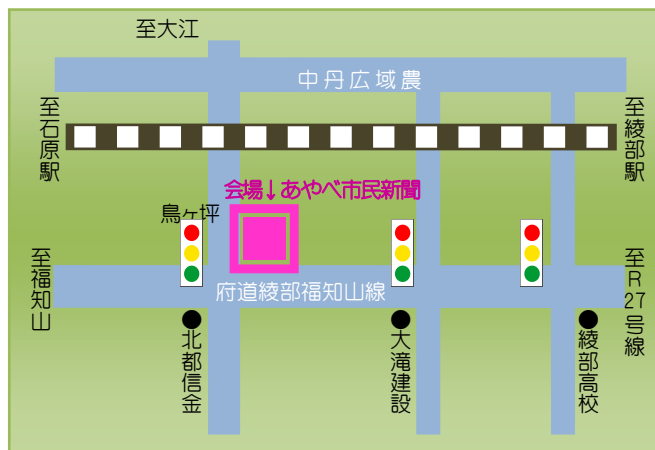 至大江
中丹広域農
至石原駅
至綾部駅
会場↓あやべ市民新聞
鳥ヶ坪
至福知山
至R27号線
府道綾部福知山線
北都信金
大滝建設
綾部高校